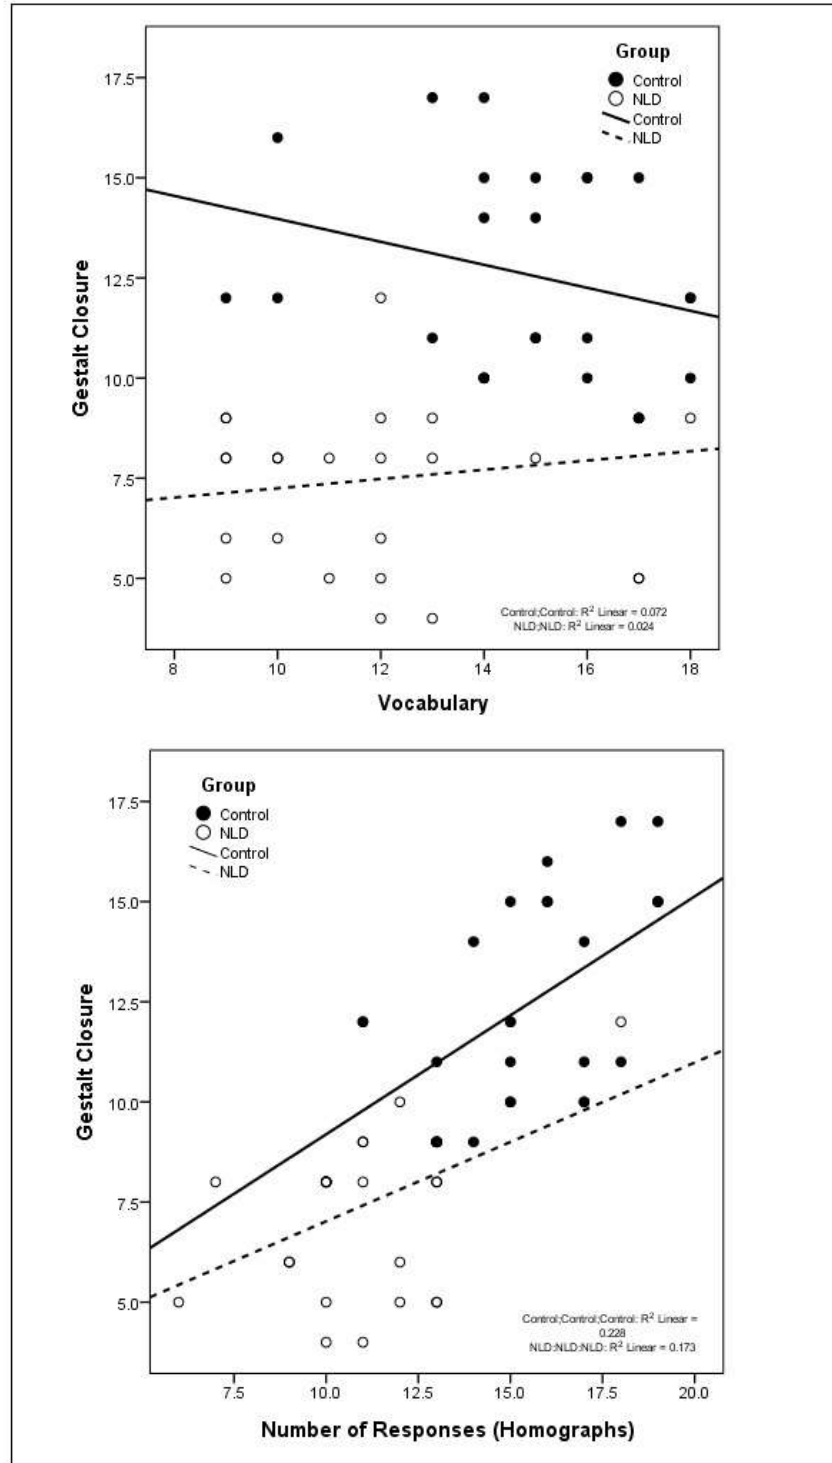 Group
Control
NLD
Control
NLD
17.5
15.0
12.5
10.0
7.5
5.0
Gestalt Closure
Control;Control: R² Linear = 0.072
NLD;NLD: R² Linear = 0.024
8 10 12 14 16 18
Vocabulary
Group
Control
NLD
Control
NLD
17.5
15.0
12.5
10.0
7.5
5.0
Gestalt Closure
Control;Control;Control: R² Linear =
0.228
NLD;NLD;NLD: R² Linear = 0.173
7.5 10.0 12.5 15.0 17.5 20.0
Number of Responses (Homographs)